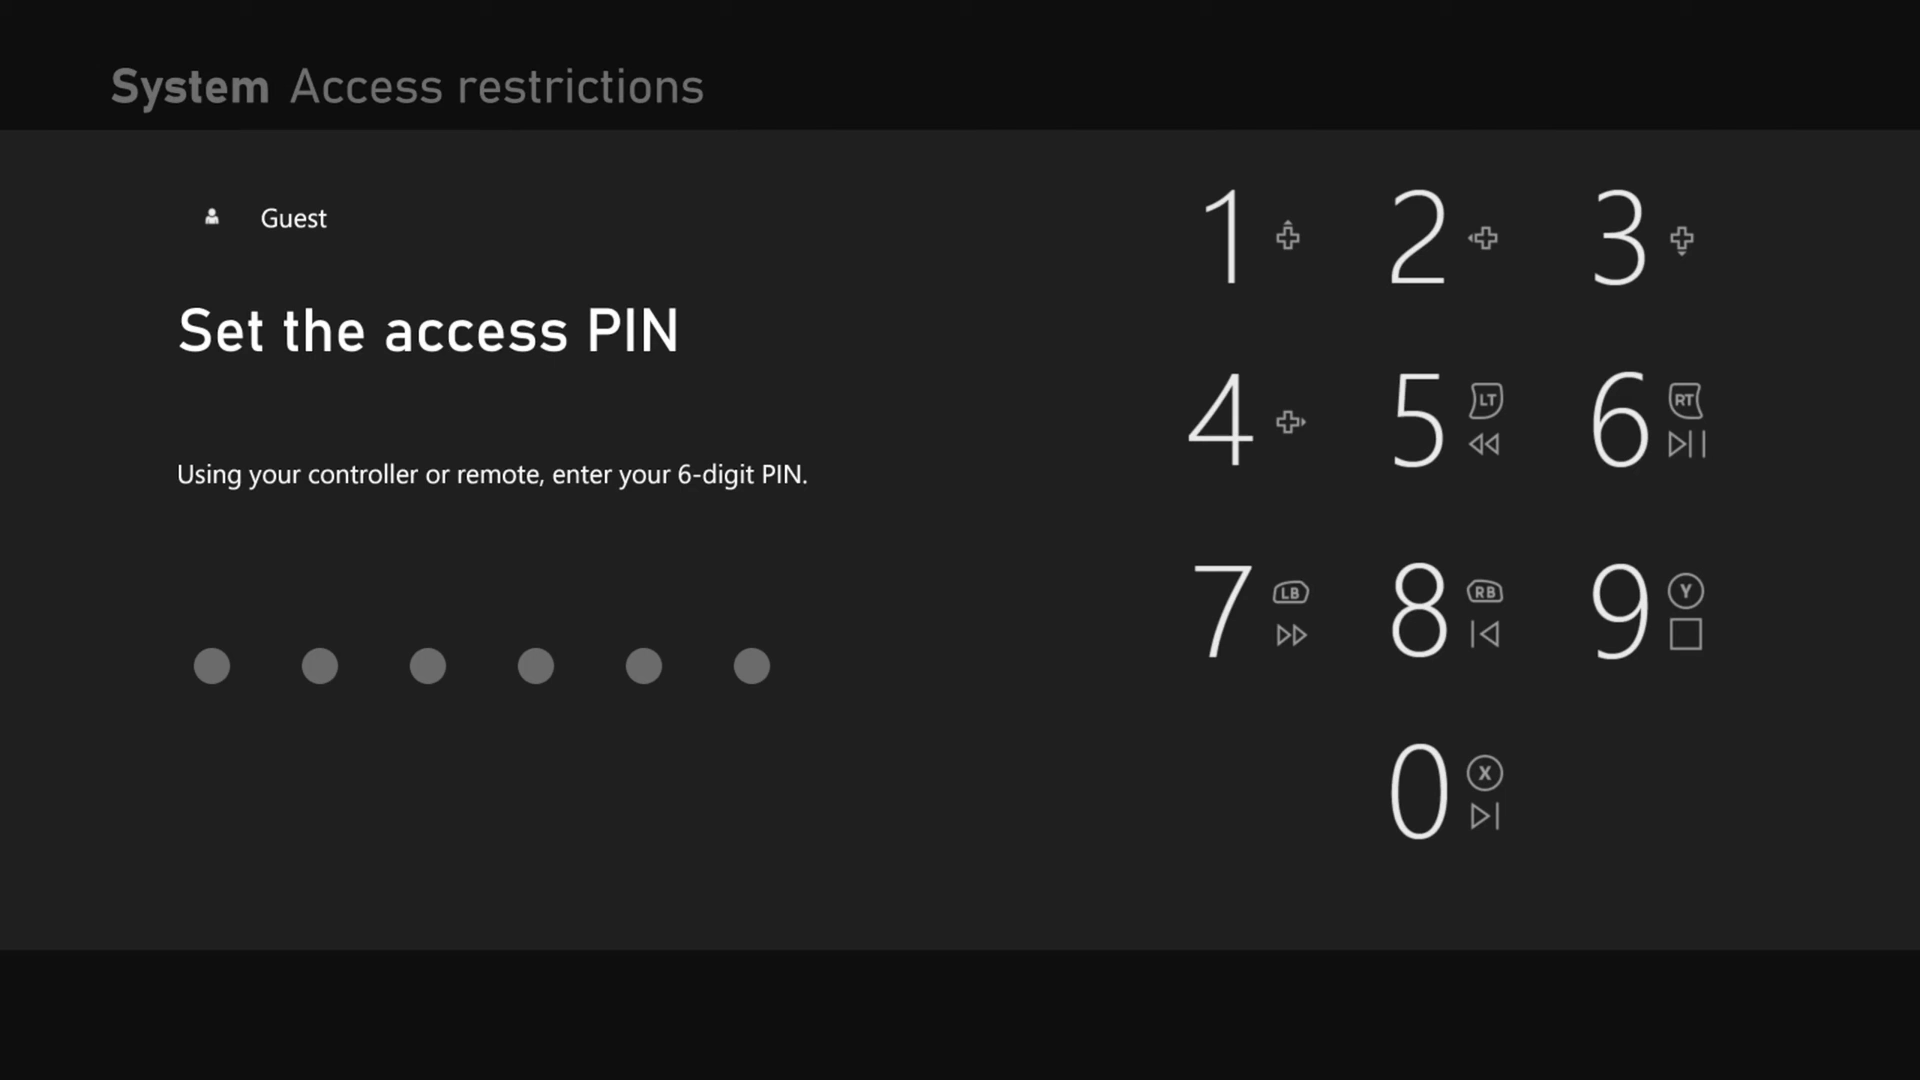 System Access restrictions
Guest
Set the access PIN
Using your controller or remote, enter your 6-digit PIN.
1 2 3
4 5 LT 6 RT
7 LB 8 RB 9 Y
0 X